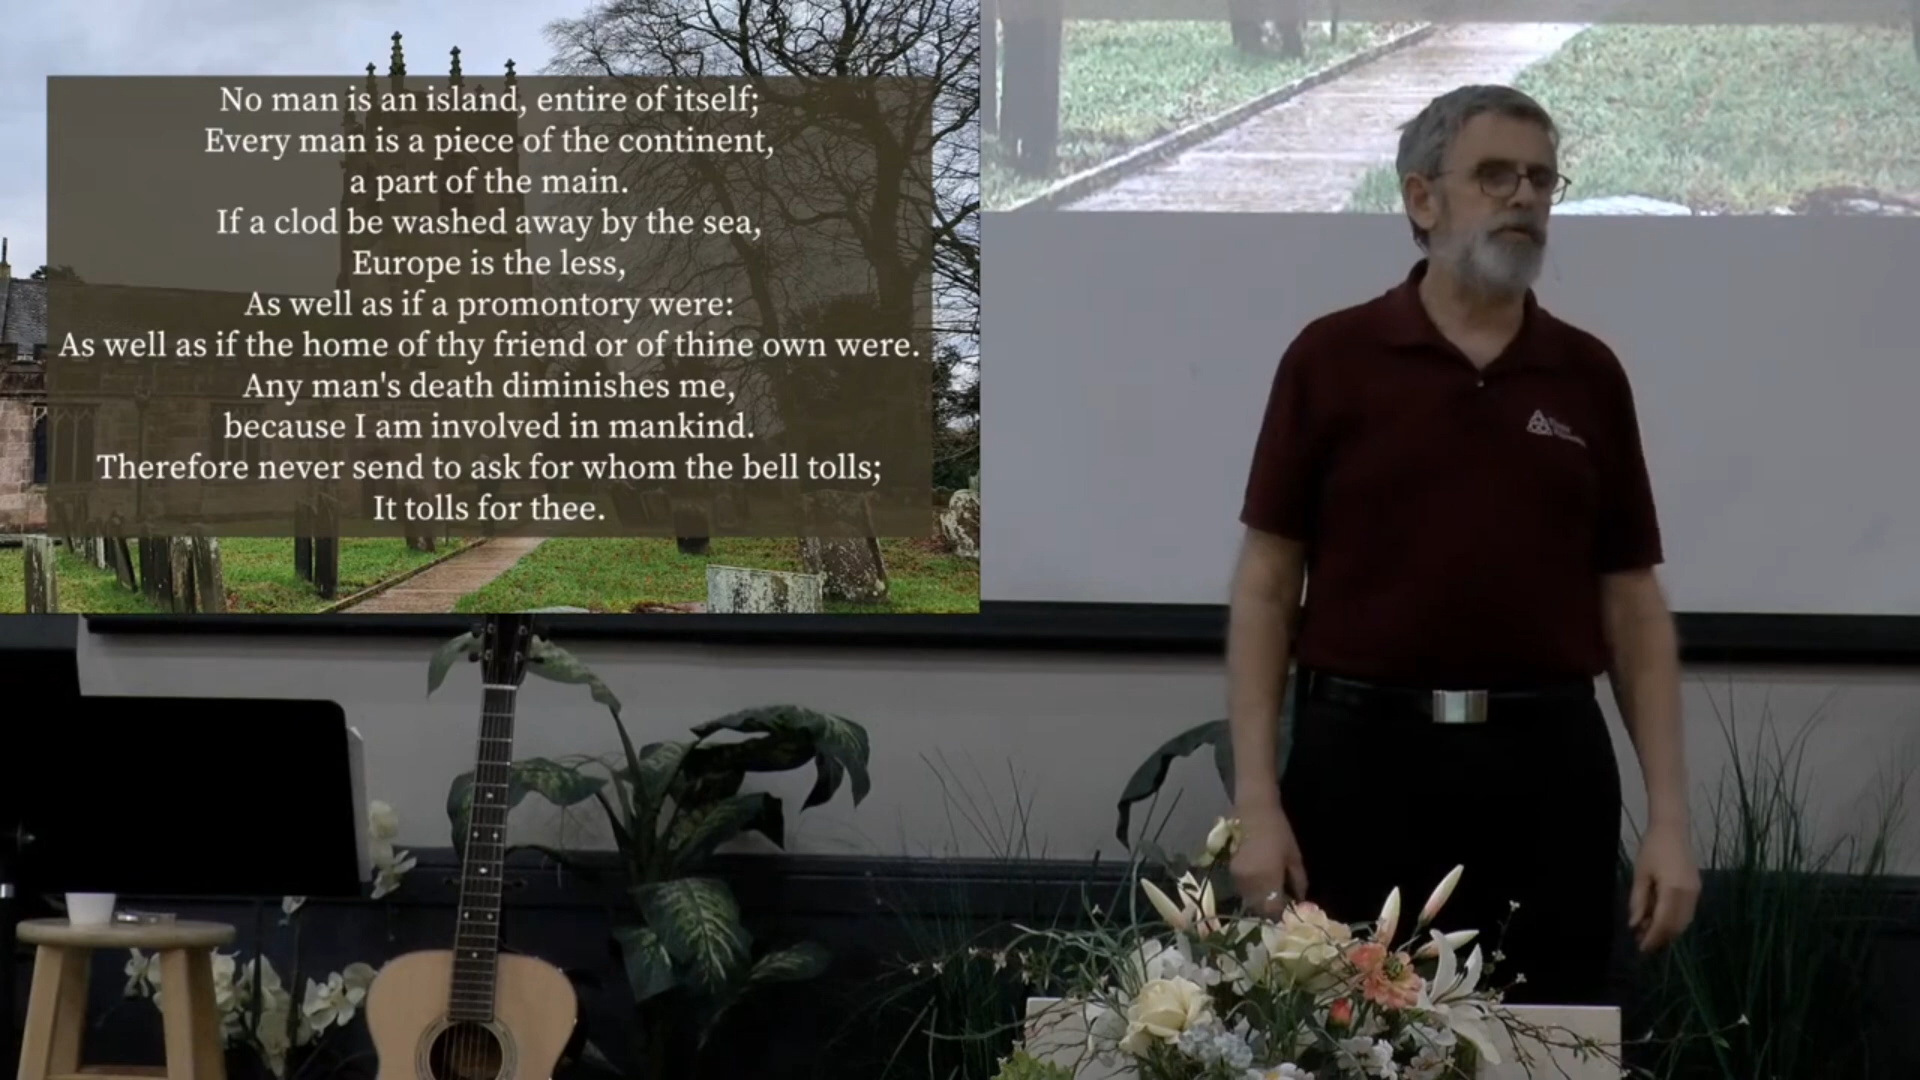 No man is an island, entire of itself;
Every man is a piece of the continent,
a part of the main.
If a clod be washed away by the sea,
Europe is the less,
As well as if a promontory were:
As well as if the home of thy friend or of thine own were.
Any man's death diminishes me,
because I am involved in mankind.
Therefore never send to ask for whom the bell tolls;
It tolls for thee.